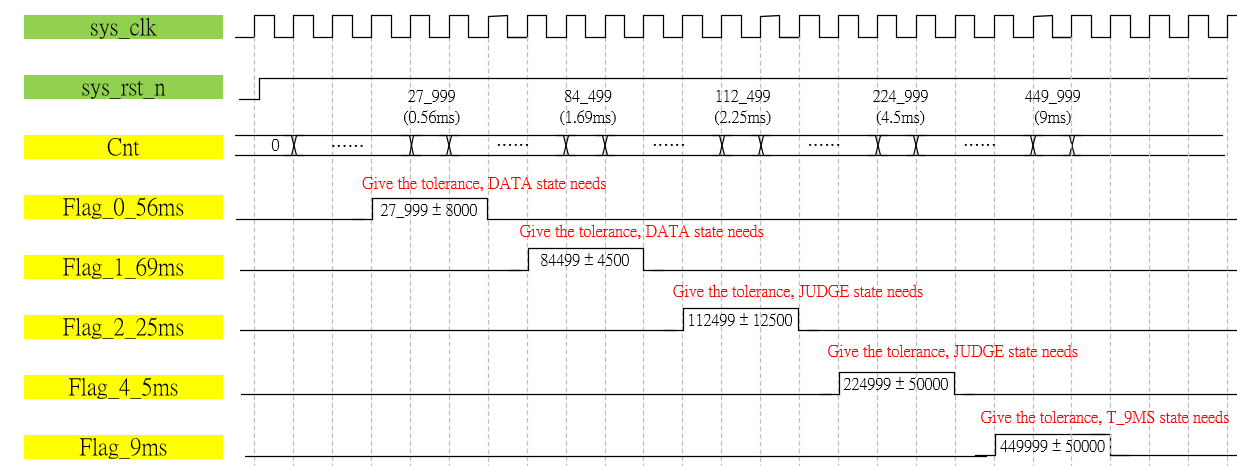 sys_clk
sys_rst_n
27_999 84_499 112_499 224_999 449_999
(0.56ms) (1.69ms) (2.25ms) (4.5ms) (9ms)
Cnt 0 ...... ...... ...... ...... ......
Give the tolerance, DATA state needs
Flag_0_56ms 27_999 ± 8000
Give the tolerance, DATA state needs
Flag_1_69ms 84499 ± 4500
Give the tolerance, JUDGE state needs
Flag_2_25ms 112499 ± 12500
Give the tolerance, JUDGE state needs
Flag_4_5ms 224999 ± 50000
Give the tolerance, T_9MS state needs
Flag_9ms 449999 ± 50000